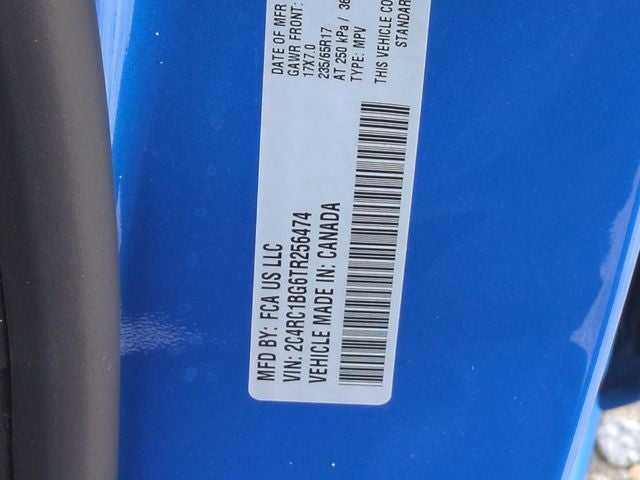 MFD BY: FCA US LLC
VIN: 2C4RC1BG6TR256474
VEHICLE MADE IN: CANADA
DATE OF MFR
GAWR FRONT:
17X7.0
235/65R17
AT 250 kPa / 36
TYPE: MPV
THIS VEHICLE CO
STANDAR